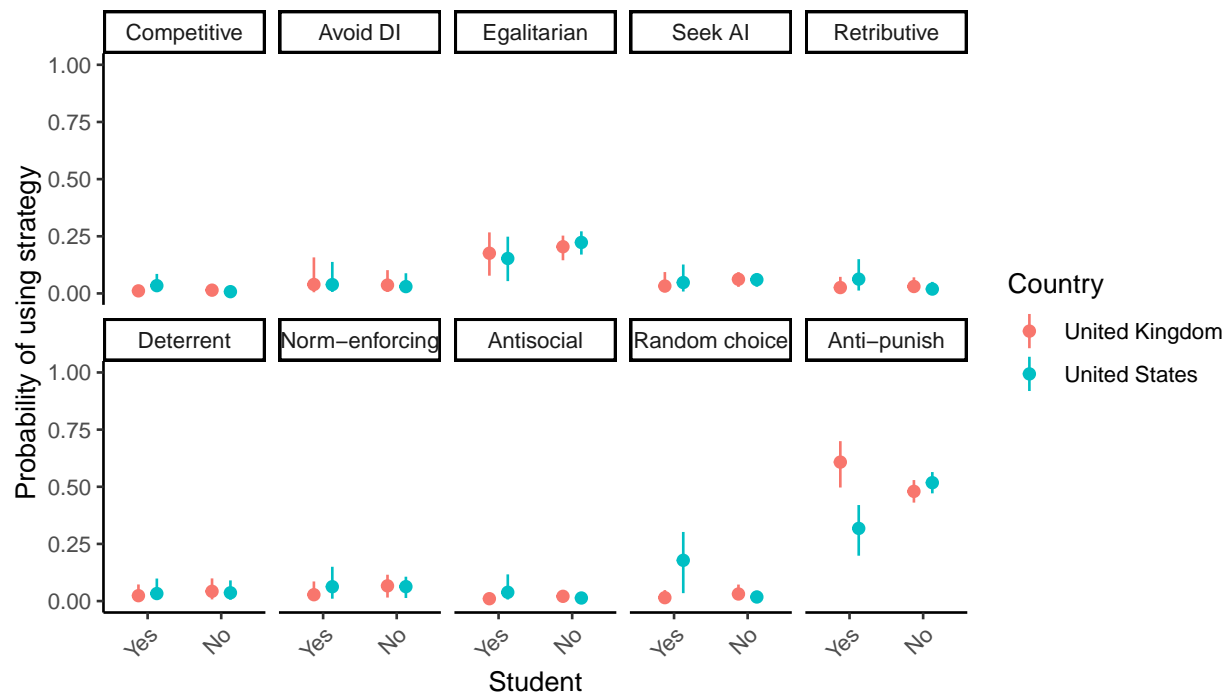 Competitive Avoid DI Egalitarian Seek AI Retributive
1.00
0.75
0.50
0.25
0.00
Deterrent Norm−enforcing Antisocial Random choice Anti−punish
1.00
0.75
0.50
0.25
0.00
Yes No Yes No Yes No Yes No Yes No
Student
Probability of using strategy
Country
United Kingdom
United States